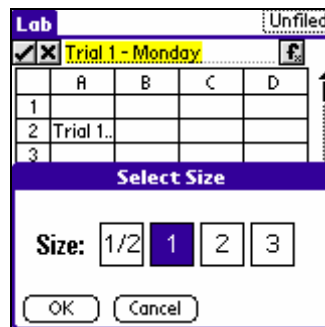 Lab Unfiled
Trial 1 - Monday fx
A B C D
1
2 Trial 1..
3
Select Size
Size: 1/2 1 2 3
OK Cancel